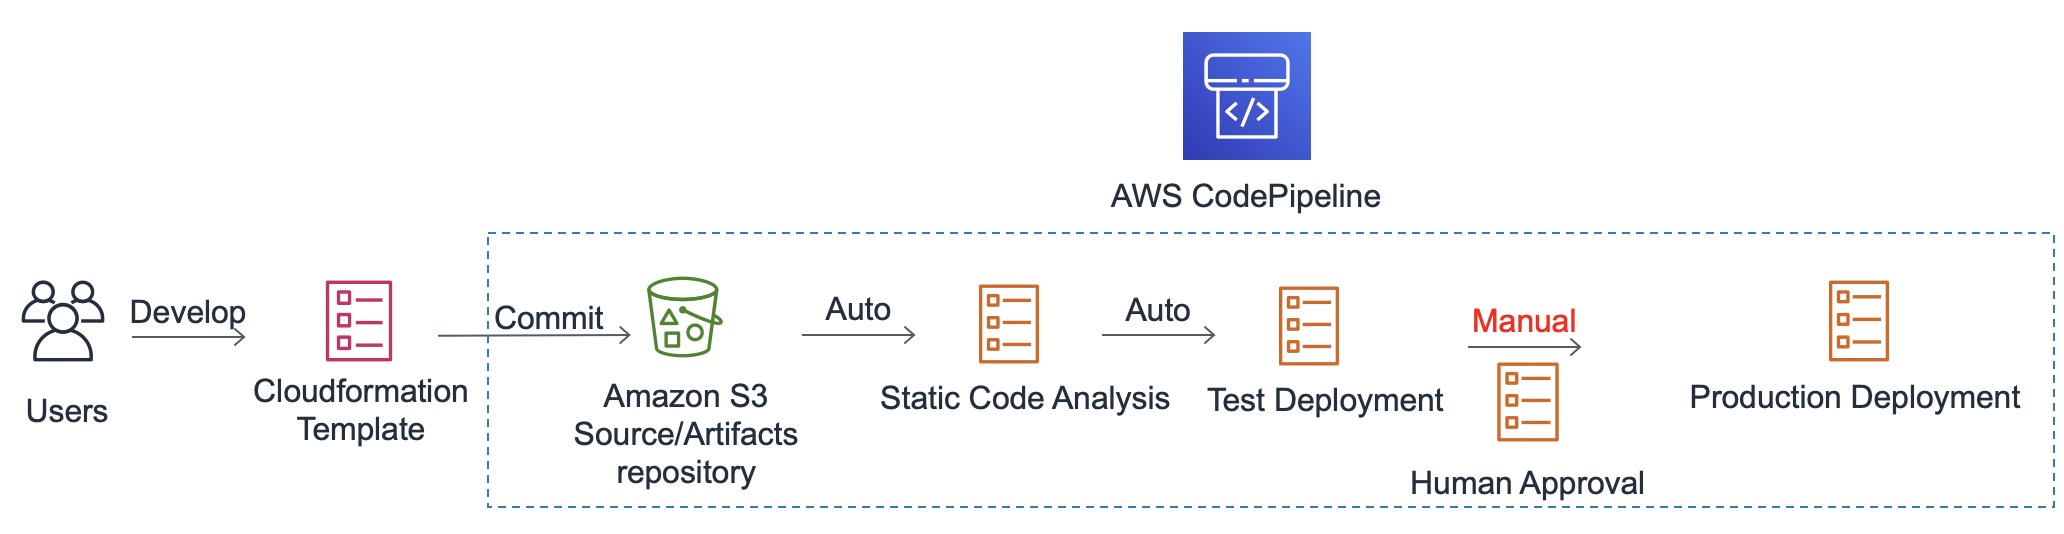 AWS CodePipeline
Develop
Commit
Auto
Auto
Manual
Users
Cloudformation
Template
Amazon S3
Source/Artifacts
repository
Static Code Analysis
Test Deployment
Human Approval
Production Deployment